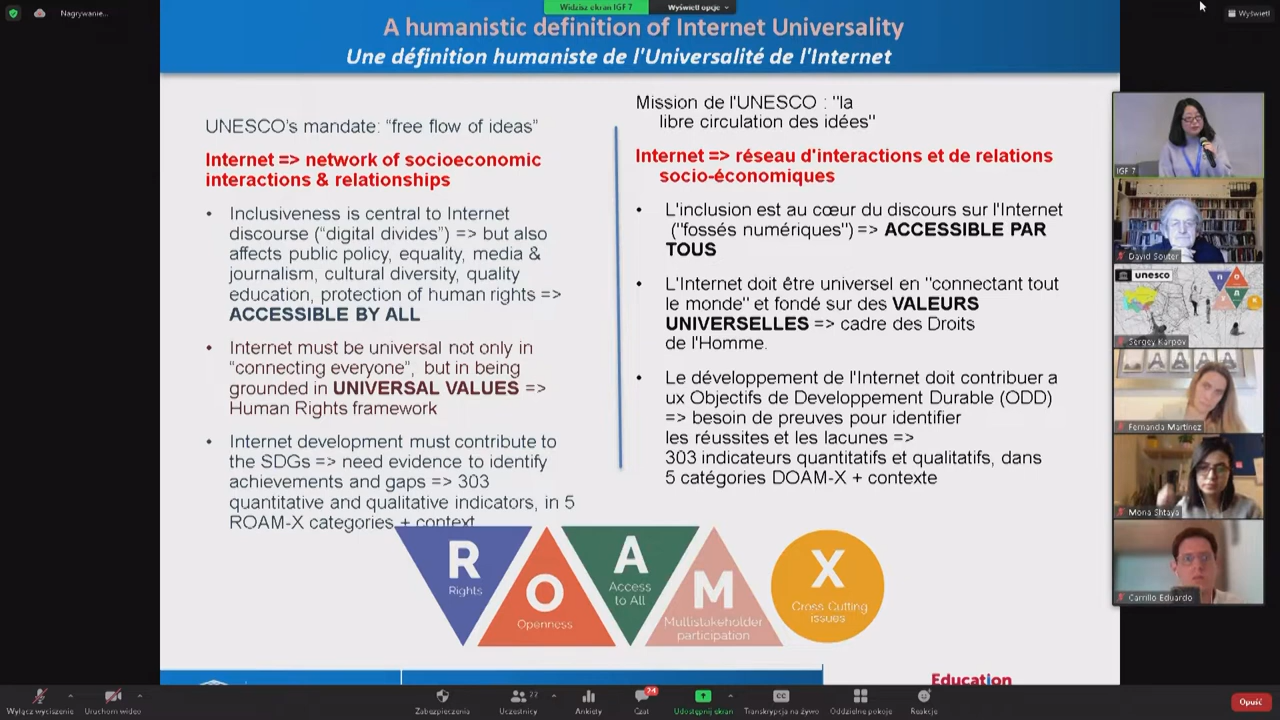 Nagrywanie...
Widzisz ekran IGF 7
Wyświetl opcje
Wyświetl
A humanistic definition of Internet Universality
Une définition humaniste de l'Universalité de l'Internet
UNESCO's mandate: “free flow of ideas”
Internet => network of socioeconomic
interactions & relationships
• Inclusiveness is central to Internet
discourse (“digital divides”) => but also
affects public policy, equality, media &
journalism, cultural diversity, quality
education, protection of human rights =>
ACCESSIBLE BY ALL
• Internet must be universal not only in
“connecting everyone”, but in being
grounded in UNIVERSAL VALUES =>
Human Rights framework
• Internet development must contribute to
the SDGs => need evidence to identify
achievements and gaps => 303
quantitative and qualitative indicators, in 5
ROAM-X categories + context
Mission de l'UNESCO : "la
libre circulation des idées"
Internet => réseau d'interactions et de relations
socio-économiques
• L'inclusion est au cœur du discours sur l'Internet
("fossés numériques") => ACCESSIBLE PAR
TOUS
• L'Internet doit être universel en "connectant tout
le monde" et fondé sur des VALEURS
UNIVERSELLES => cadre des Droits
de l'Homme.
• Le développement de l'Internet doit contribuer a
ux Objectifs de Developpement Durable (ODD)
=> besoin de preuves pour identifier
les réussites et les lacunes =>
303 indicateurs quantitatifs et qualitatifs, dans
5 catégories DOAM-X + contexte
R
Rights
O
Openness
A
Access
to All
M
Multistakeholder
participation
X
Cross Cutting
issues
Education
IGF 7
David Souter
unesco
Sergey Karpov
Fernanda Martinez
Mona Shtaya
Carrillo Eduardo
Wyłącz wyciszenie
Uruchom wideo
Zabezpieczenia
22
Uczestnicy
Ankiety
24
Czat
Udostępnij ekran
CC
Transkrypcja na żywo
Oddzielne pokoje
Reakcje
Opuść